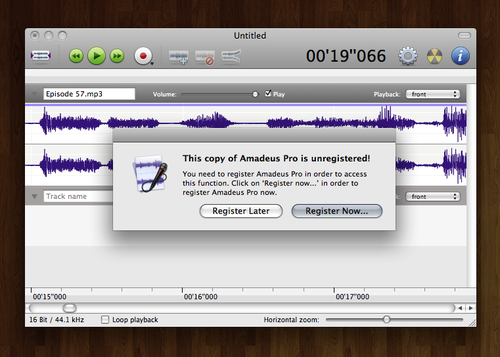 Untitled
00'19"066
Episode 57.mp3
Volume:
Play
Playback:
front
This copy of Amadeus Pro is unregistered!
You need to register Amadeus Pro in order to access
this function. Click on 'Register now...' in order to
register Amadeus Pro now.
Register Later
Register Now...
Track name
front
00'15"000
00'16"000
00'17"000
16 Bit / 44.1 kHz
Loop playback
Horizontal zoom: